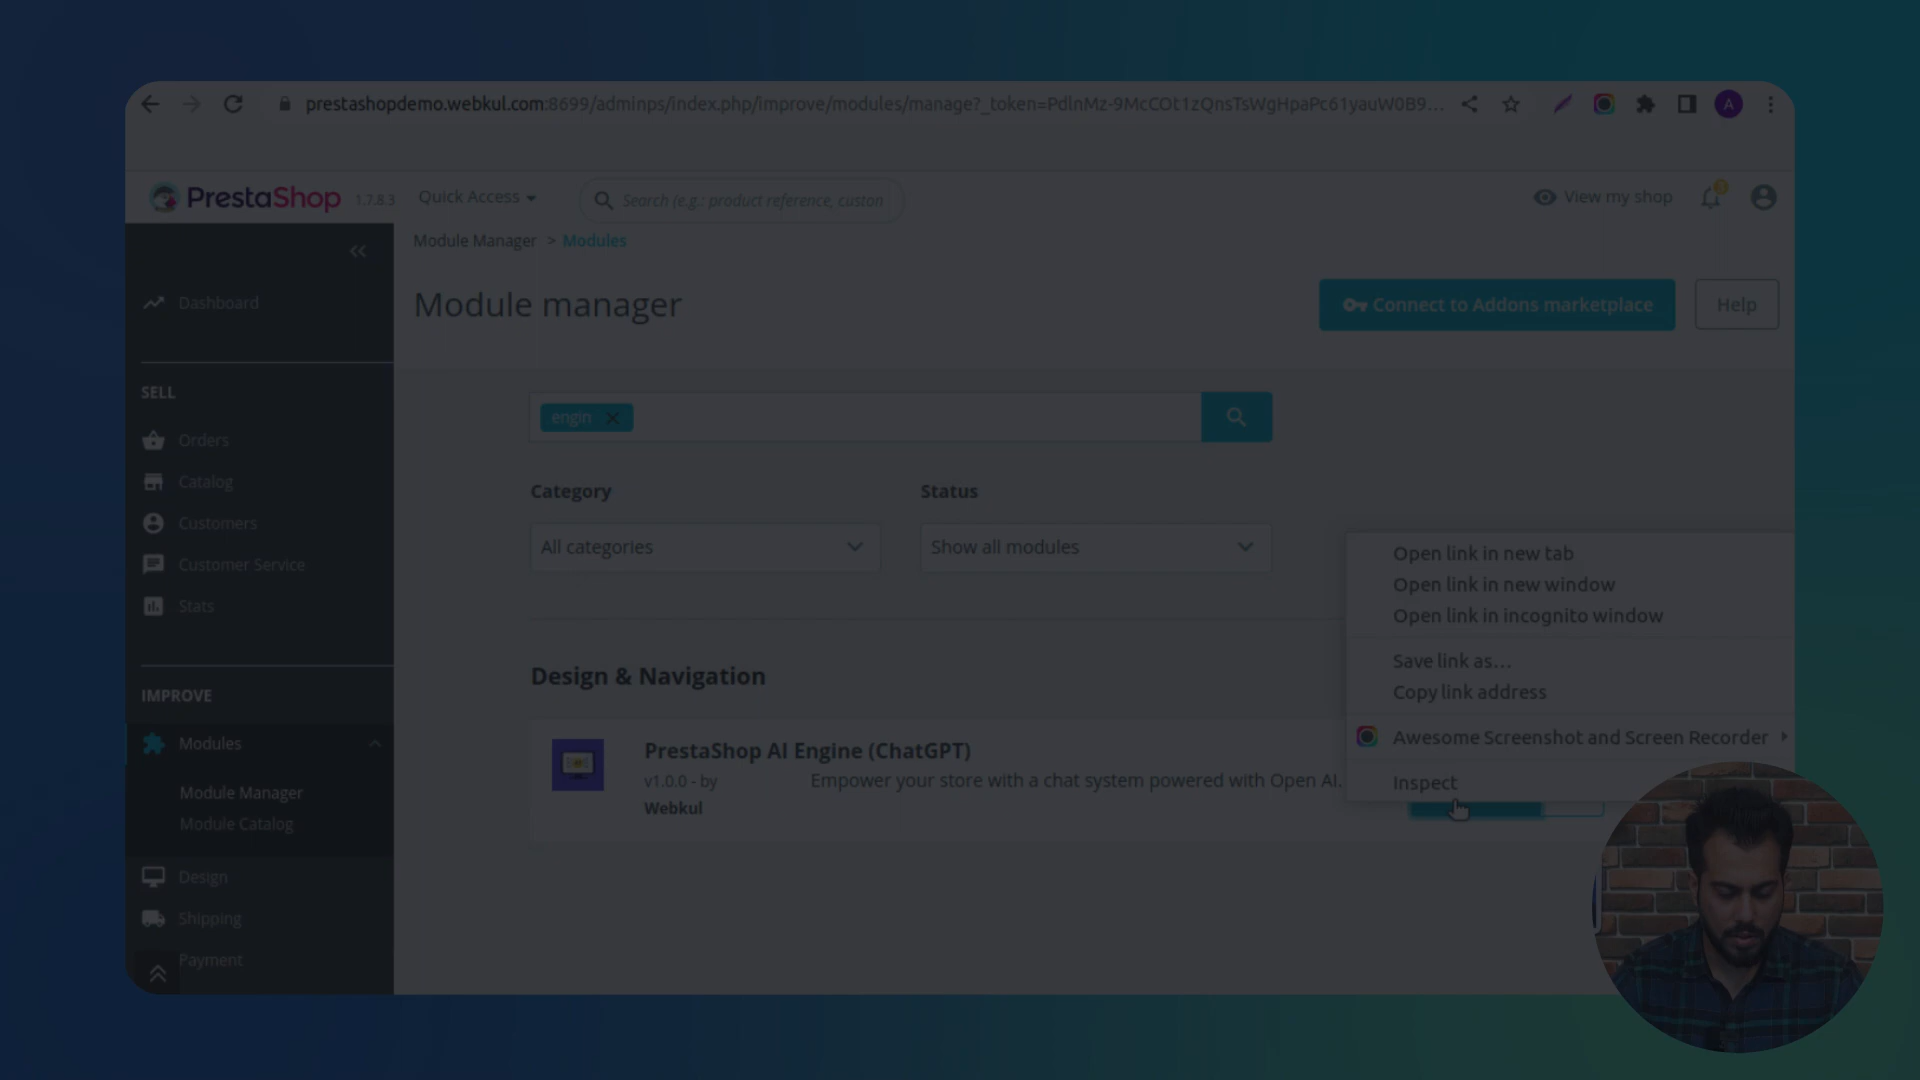 prestashopdemo.webkul.com:8699/adminps/index.php/improve/modules/manage?_token=PdlnMz-9McCOt1zQnsTsWgHpaPc61yauW0B9...
A
PrestaShop 1.7.8.3
Quick Access
Search (e.g.: product reference, custon
View my shop
3
Module Manager > Modules
Module manager
Connect to Addons marketplace
Help
Dashboard
SELL
Orders
Catalog
Customers
Customer Service
Stats
IMPROVE
Modules
Module Manager
Module Catalog
Design
Shipping
Payment
engin
Category
Status
All categories
Show all modules
Design & Navigation
PrestaShop AI Engine (ChatGPT)
v1.0.0 - by
Webkul
Empower your store with a chat system powered with Open AI.
Open link in new tab
Open link in new window
Open link in incognito window
Save link as...
Copy link address
Awesome Screenshot and Screen Recorder
Inspect